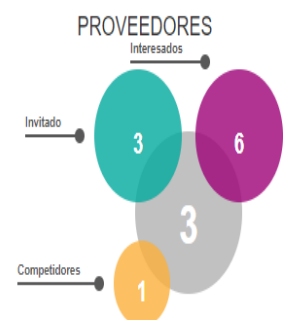 PROVEEDORES
Interesados
Invitado
3
6
3
Competidores
1